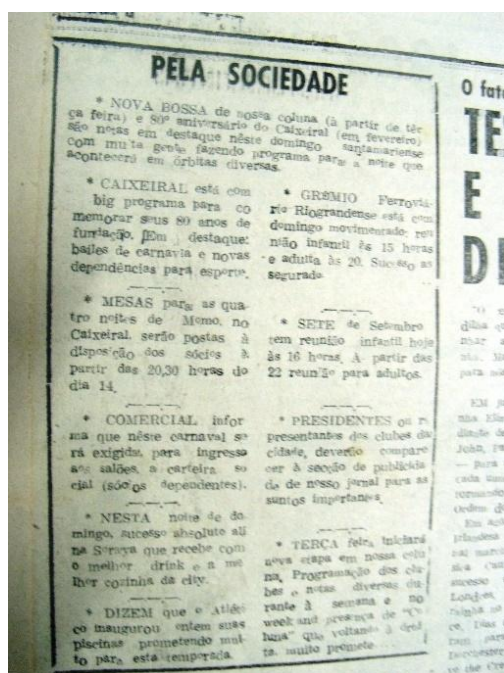 PELA SOCIEDADE
* NOVA BOSSA de nossa coluna (à partir de têr
ça feira) e 80º aniversário do Caixeiral (em fevereiro)
são notas em destaque nêste domingo santamariense
com muita gente fazendo programa para a noite que
acontecerá em órbitas diversas.
* CAIXEIRAL está com
big programa para co
memorar seus 80 anos de
fundação. Em destaque:
bailes de carnavia e novas
dependências para esporte.
* MESAS para as qua
tro noites de Momo, no
Caixeiral, serão postas à
disposição dos sócios à
partir das 20,30 horas do
dia 14.
* COMERCIAL infor
ma que nêste carnaval se
rá exigida, para ingresso
aos salões, a carteira so
cial (sócios dependentes).
* NESTA noite de do
mingo, sucesso absoluto ali
na Soraya que recebe com
o melhor drink e a me
lhor cozinha da city.
* DIZEM que o Atléti
co inaugurou ontem suas
piscinas prometendo mui
to para esta temporada.
* GRÊMIO Ferroviá
rio Riograndense está com
domingo movimentado: reu
nião infantil às 15 horas
e adulta às 20. Sucesso as
segurado.
* SETE de Setembro
tem reunião infantil hoje
às 16 horas. A partir das
22 reunião para adultos.
* PRESIDENTES ou re
presentantes dos clubes da
cidade, deverão compare
cer à secção de publicida
de de nosso jornal para as
suntos importantes.
* TERÇA feira iniciará
nova etapa em nossa colu
na. Programação dos clu
bes e notas diversas du
rante à semana e no
week and presença de "Co
luna" que voltando à
ta. muito promete
O fato
TE
E
D